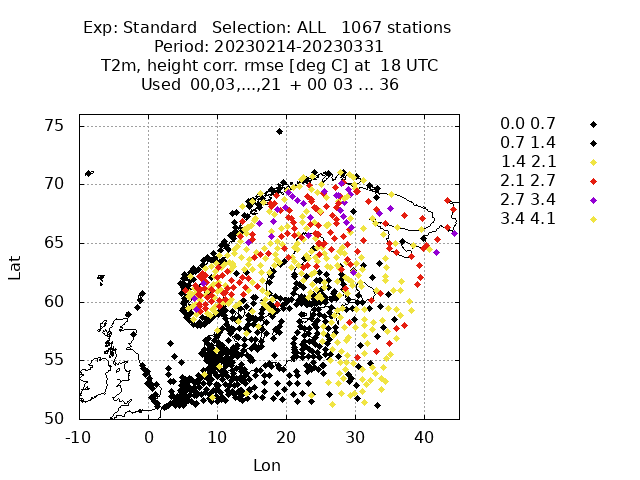 Exp: Standard   Selection: ALL   1067 stations
Period: 20230214-20230331
T2m, height corr. rmse [deg C] at  18 UTC
Used  00,03,...,21  + 00 03 ... 36
0.0 0.7
0.7 1.4
1.4 2.1
2.1 2.7
2.7 3.4
3.4 4.1
75
70
65
60
55
50
Lat
-10 0 10 20 30 40
Lon